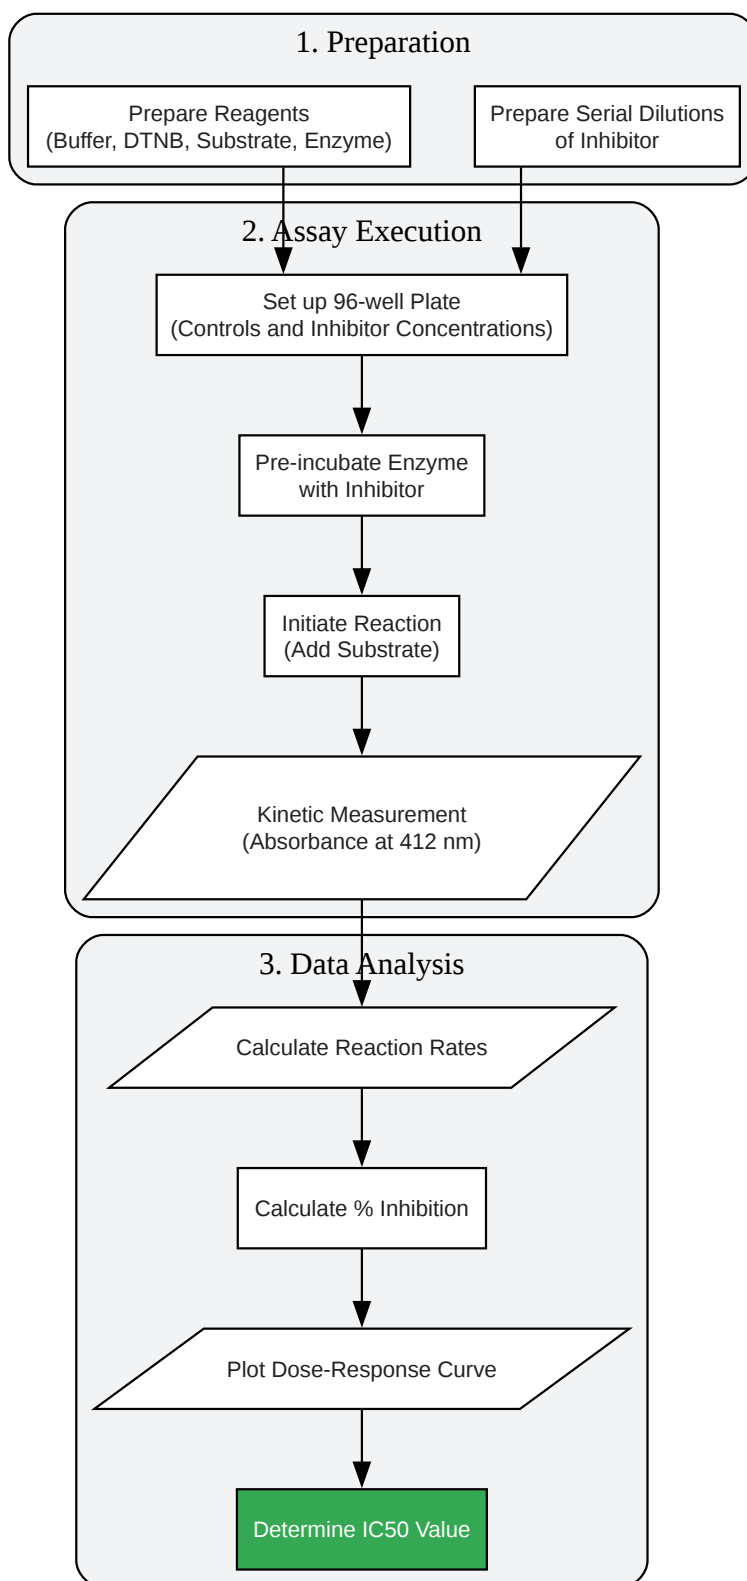 1. Preparation
Prepare Reagents
(Buffer, DTNB, Substrate, Enzyme)
Prepare Serial Dilutions
of Inhibitor
2. Assay Execution
Set up 96-well Plate
(Controls and Inhibitor Concentrations)
Pre-incubate Enzyme
with Inhibitor
Initiate Reaction
(Add Substrate)
Kinetic Measurement
(Absorbance at 412 nm)
3. Data Analysis
Calculate Reaction Rates
Calculate % Inhibition
Plot Dose-Response Curve
Determine IC50 Value